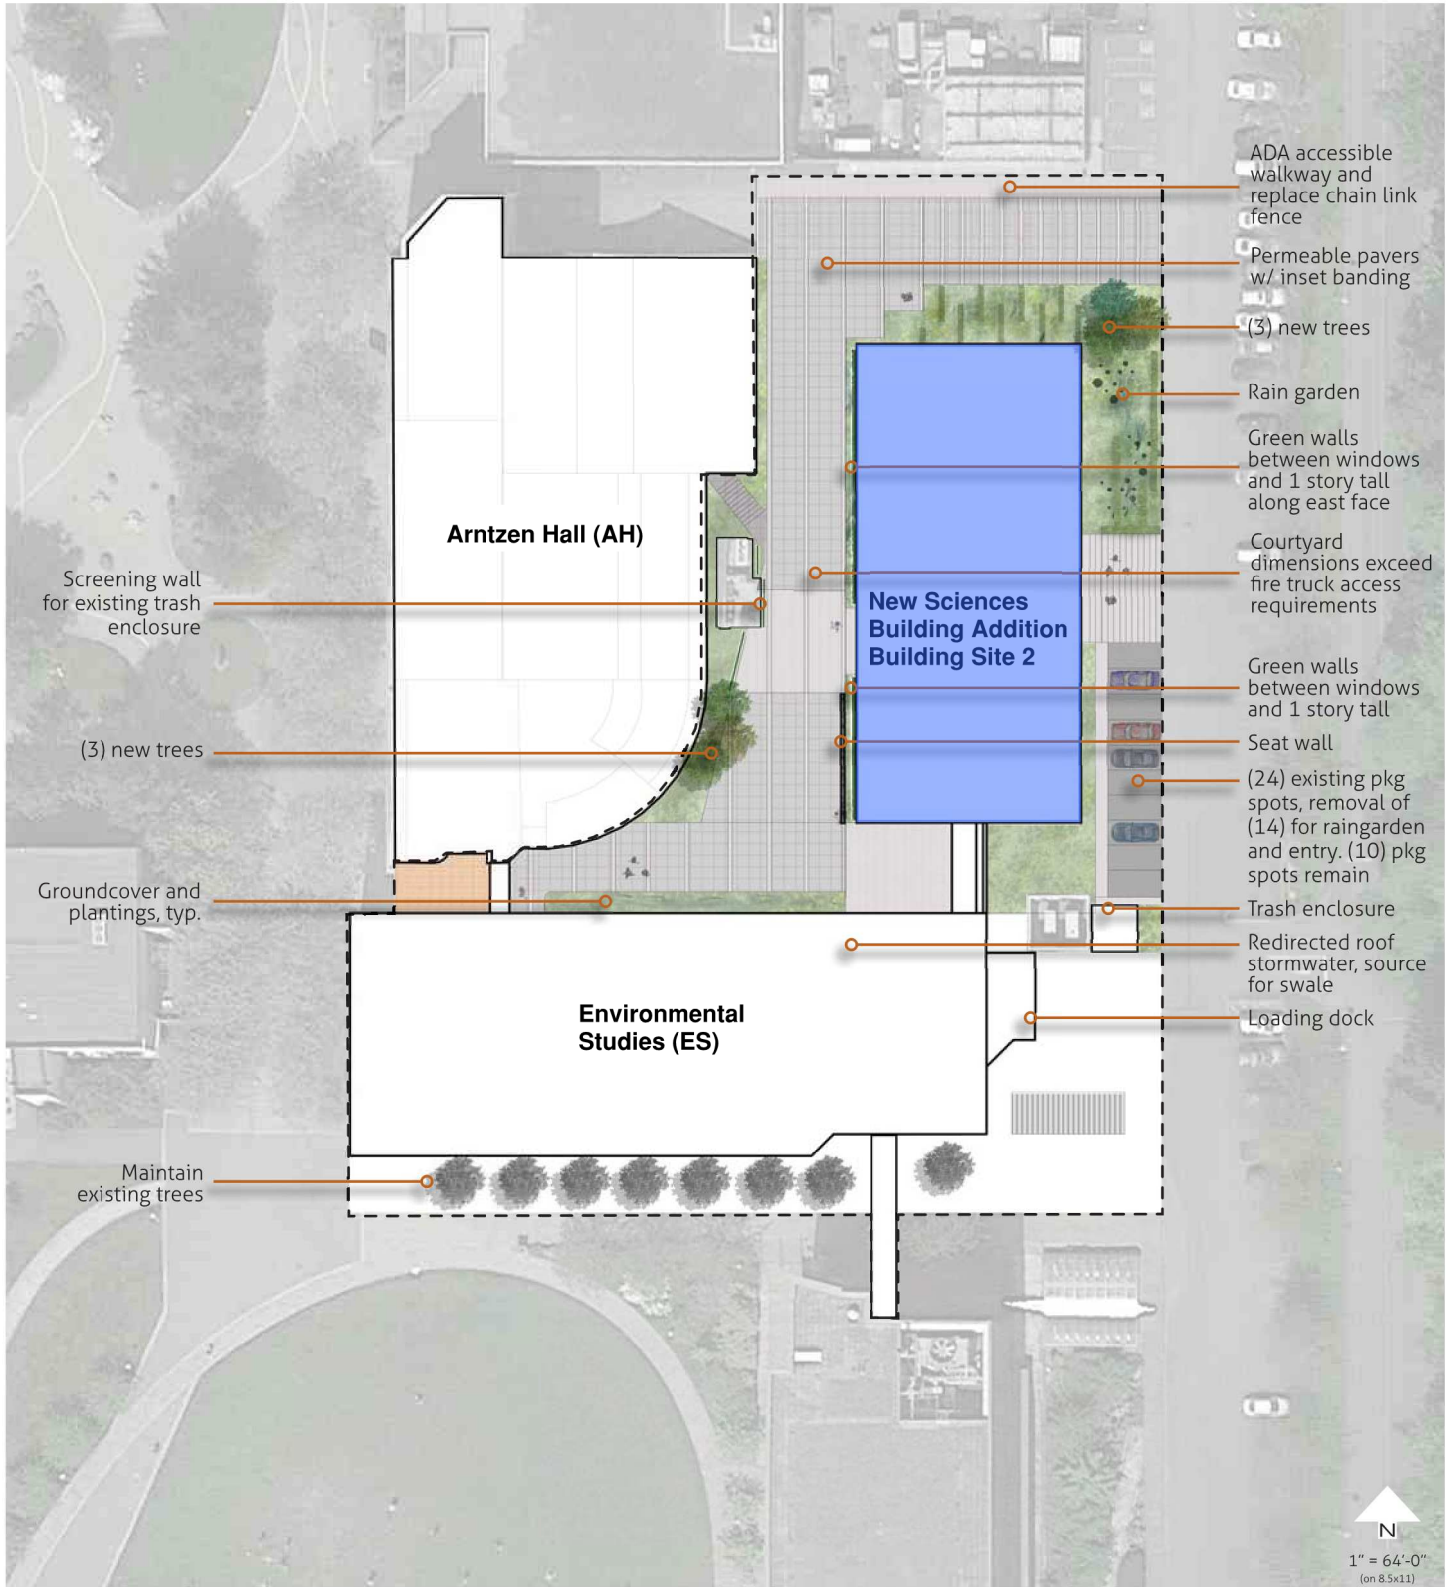 ADA accessible
walkway and
replace chain link
fence
Permeable pavers
w/ inset banding
(3) new trees
Rain garden
Green walls
between windows
and 1 story tall
along east face
Courtyard
dimensions exceed
fire truck access
requirements
Green walls
between windows
and 1 story tall
Seat wall
(24) existing pkg
spots, removal of
(14) for raingarden
and entry. (10) pkg
spots remain
Trash enclosure
Redirected roof
stormwater, source
for swale
Loading dock
Arntzen Hall (AH)
New Sciences
Building Addition
Building Site 2
Environmental
Studies (ES)
Screening wall
for existing trash
enclosure
(3) new trees
Groundcover and
plantings, typ.
Maintain
existing trees
N
1" = 64'-0"
(on 8.5x11)